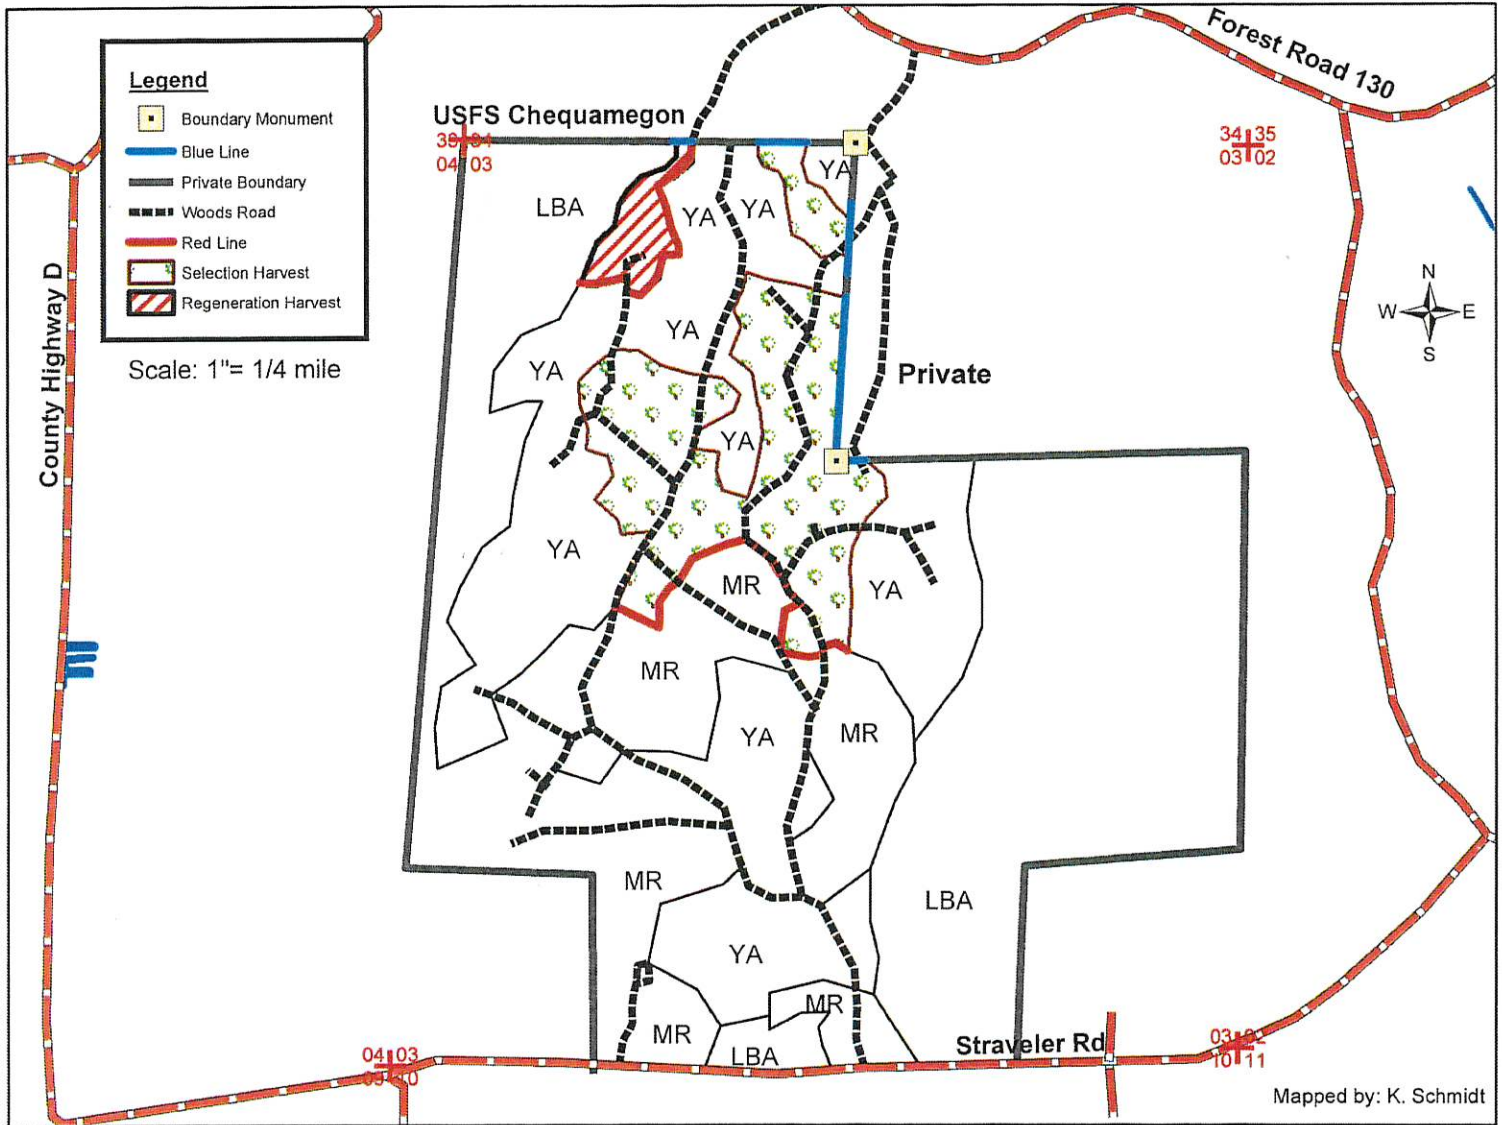 Forest Road 130
Legend
Boundary Monument
Blue Line
Private Boundary
Woods Road
Red Line
Selection Harvest
Regeneration Harvest
Scale: 1"= 1/4 mile
USFS Chequamegon
04 03
34 35
03 02
YA
LBA
YA
YA
N
W E
S
County Highway D
YA
YA
Private
YA
YA
MR
YA
MR
YA
MR
MR
LBA
YA
MR
MR
LBA
Straveler Rd
04 03
10
03
10 11
Mapped by: K. Schmidt